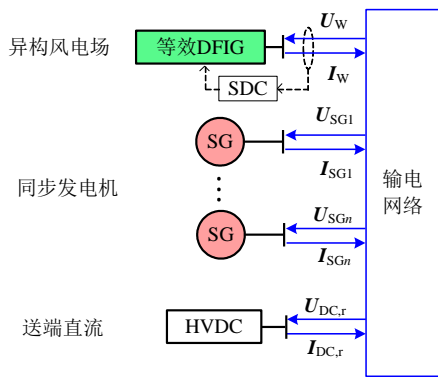 U_W
异构风电场 等效DFIG
I_W
SDC
U_SG1
SG
I_SG1
同步发电机
输电
网络
U_SGn
SG
I_SGn
U_DC,r
送端直流 HVDC
I_DC,r